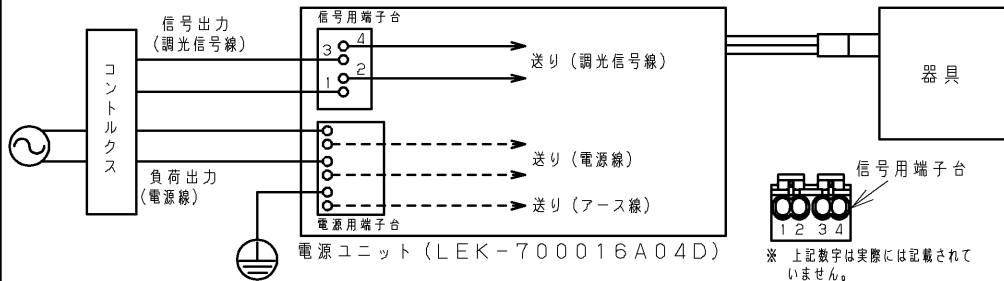 信号出力
(調光信号線)
コントルクス
負荷出力
(電源線)
信号用端子台
4
3
2
1
送り(調光信号線)
送り(電源線)
送り(アース線)
電源用端子台
電源ユニット(LEK-700016A04D)
器具
信号用端子台
1 2 3 4
※ 上記数字は実際には記載されて
いません。